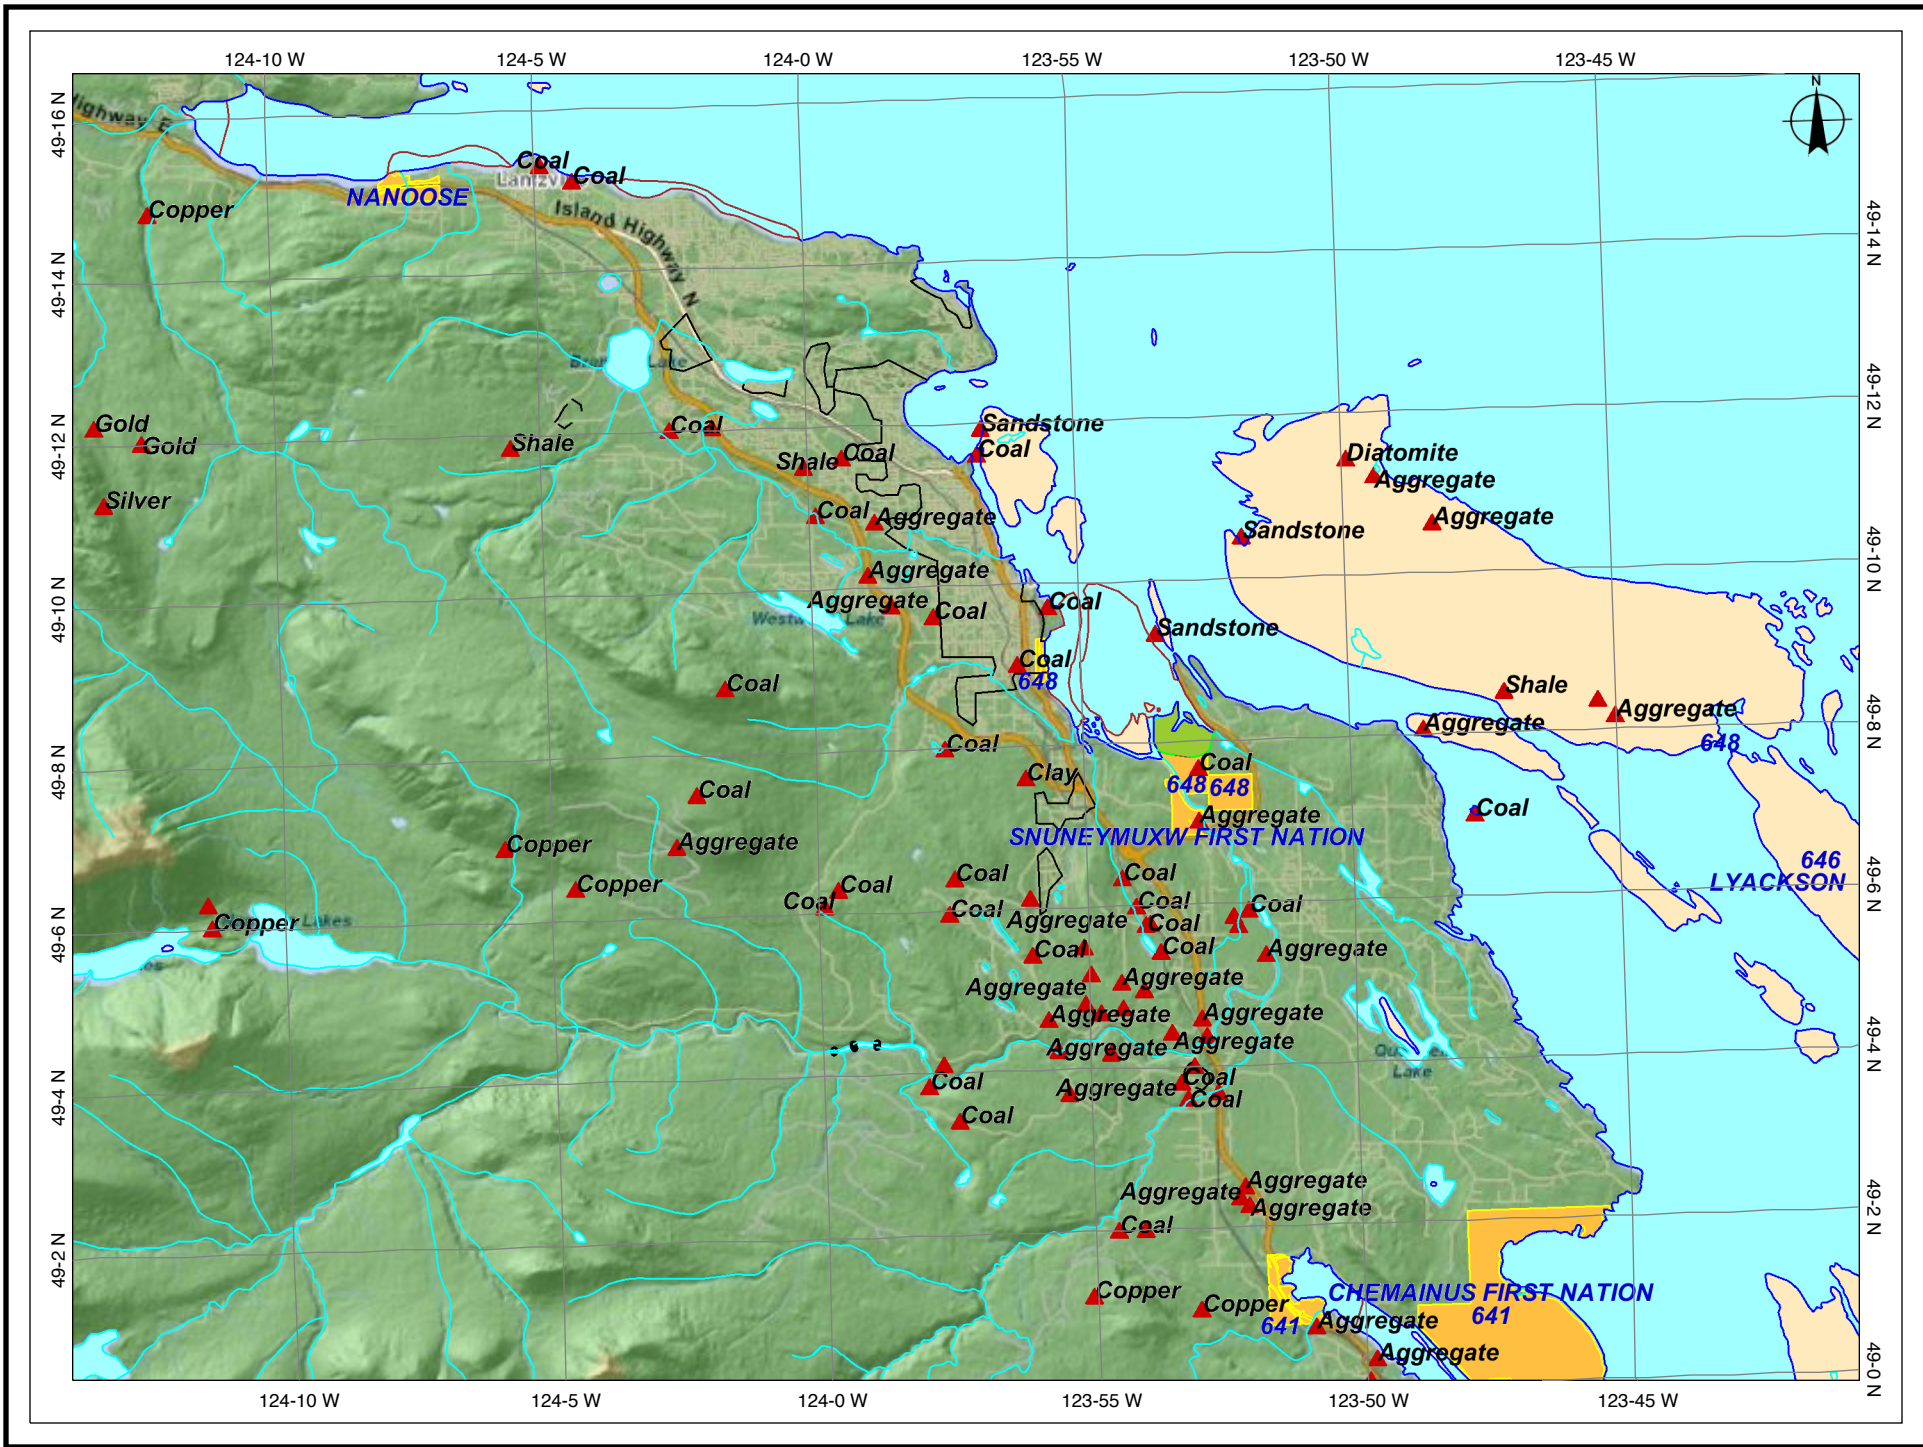 124-10 W
124-5 W
124-0 W
123-55 W
123-50 W
123-45 W
N
49-16 N
49-14 N
49-12 N
49-10 N
49-8 N
49-6 N
49-4 N
49-2 N
49-14 N
49-12 N
49-10 N
49-8 N
49-6 N
49-4 N
49-2 N
49-0 N
Coal
Coal
NANOOSE
Copper
Island Highway N
Lake
Gold
Gold
Silver
Shale
Coal
Shale
Coal
Sandstone
Coal
Diatomite
Aggregate
Aggregate
Sandstone
Coal
Aggregate
Aggregate
Aggregate
Coal
Lake
Coal
Sandstone
Coal
648
Coal
Shale
Aggregate
Aggregate
648
Coal
Clay
Coal
648
648
Aggregate
SNUNEYMUXW FIRST NATION
Coal
Coal
Aggregate
Copper
Copper
646
LYACKSON
Coal
Coal
Coal
Coal
Coal
Aggregate
Coal
Coal
Coal
Coal
Coal
Aggregate
Copper
Lakes
Aggregate
Aggregate
Aggregate
Aggregate
Aggregate
Aggregate
Lake
Coal
Coal
Aggregate
Coal
Coal
Aggregate
Aggregate
Aggregate
Coal
Copper
Copper
CHEMAINUS FIRST NATION
641
641
Aggregate
Aggregate
124-10 W
124-5 W
124-0 W
123-55 W
123-50 W
123-45 W